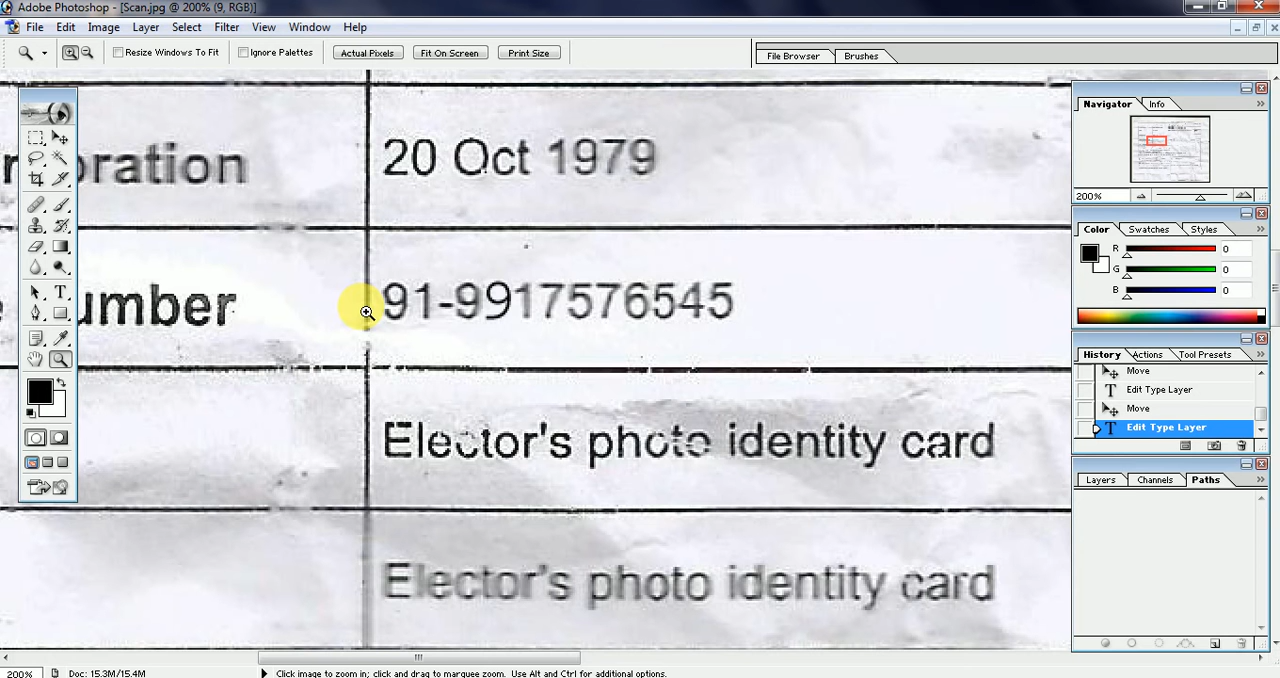 Adobe Photoshop - [Scan.jpg @ 200% (9, RGB)]
File Edit Image Layer Select Filter View Window Help
Resize Windows To Fit Ignore Palettes Actual Pixels Fit On Screen Print Size File Browser Brushes
Navigator Info
200%
Color Swatches Styles
R 0
G 0
B 0
History Actions Tool Presets
Move
Edit Type Layer
Move
Edit Type Layer
Layers Channels Paths
oration 20 Oct 1979
umber 91-9917576545
Elector's photo identity card
Elector's photo identity card
200% Doc: 15.3M/15.4M Click image to zoom in; click and drag to marquee zoom. Use Alt and Ctrl for additional options.